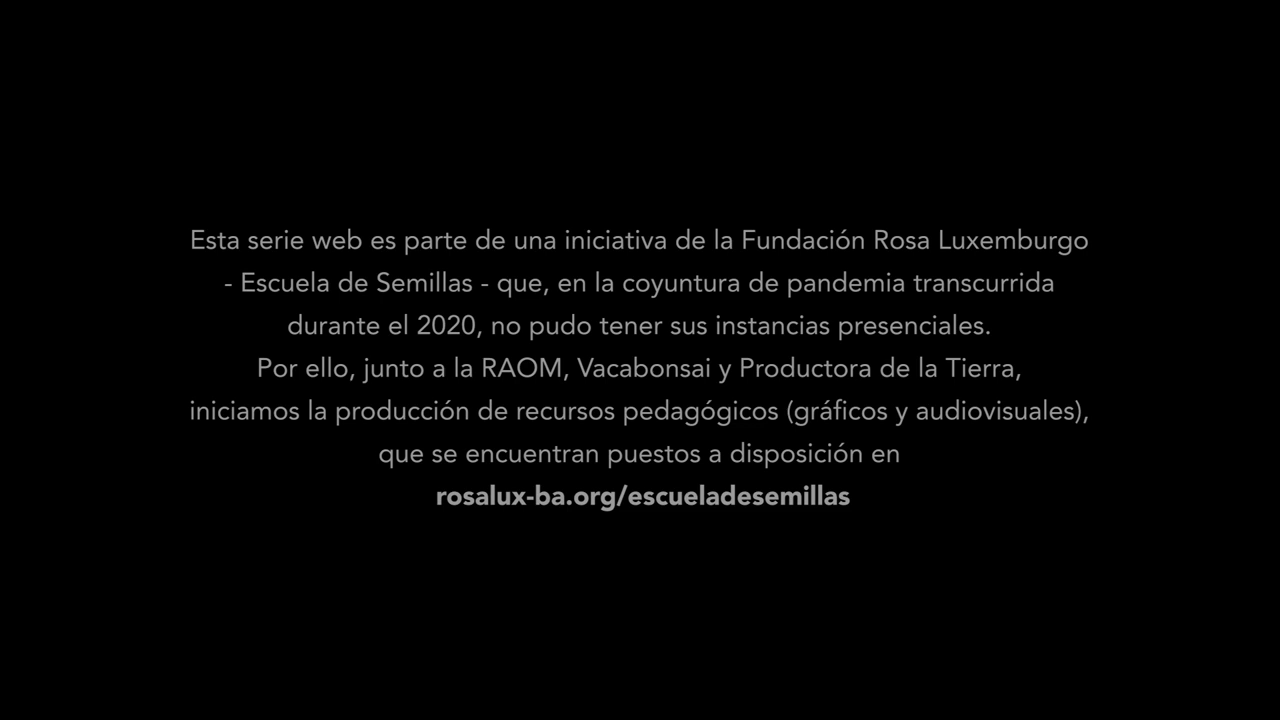 Esta serie web es parte de una iniciativa de la Fundación Rosa Luxemburgo
- Escuela de Semillas - que, en la coyuntura de pandemia transcurrida
durante el 2020, no pudo tener sus instancias presenciales.
Por ello, junto a la RAOM, Vacabonsai y Productora de la Tierra,
iniciamos la producción de recursos pedagógicos (gráficos y audiovisuales),
que se encuentran puestos a disposición en
rosalux-ba.org/escueladesemillas